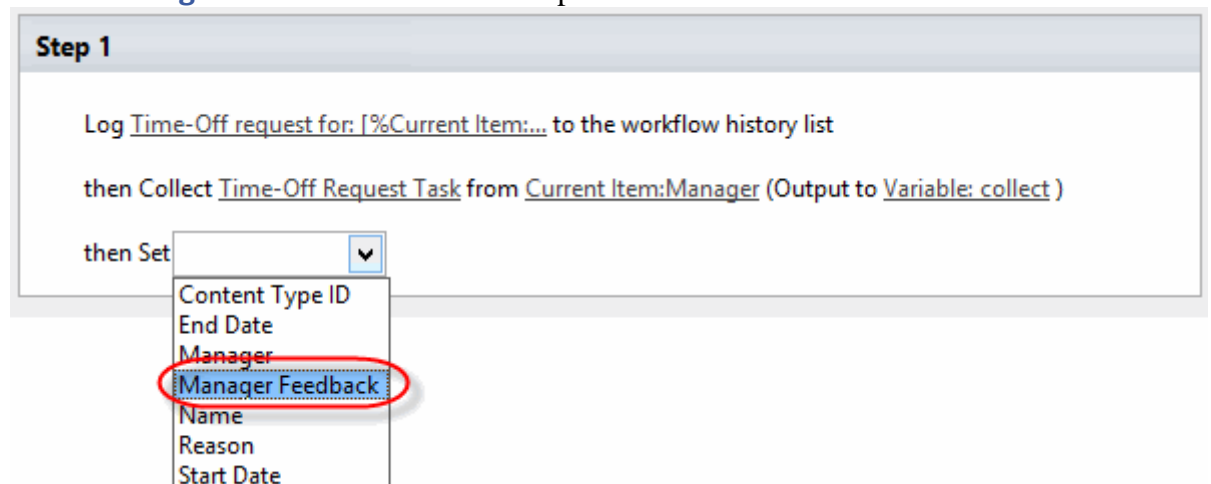 Step 1
Log Time-Off request for: [%Current Item:... to the workflow history list
then Collect Time-Off Request Task from Current Item:Manager (Output to Variable: collect )
then Set
Content Type ID
End Date
Manager
Manager Feedback
Name
Reason
Start Date